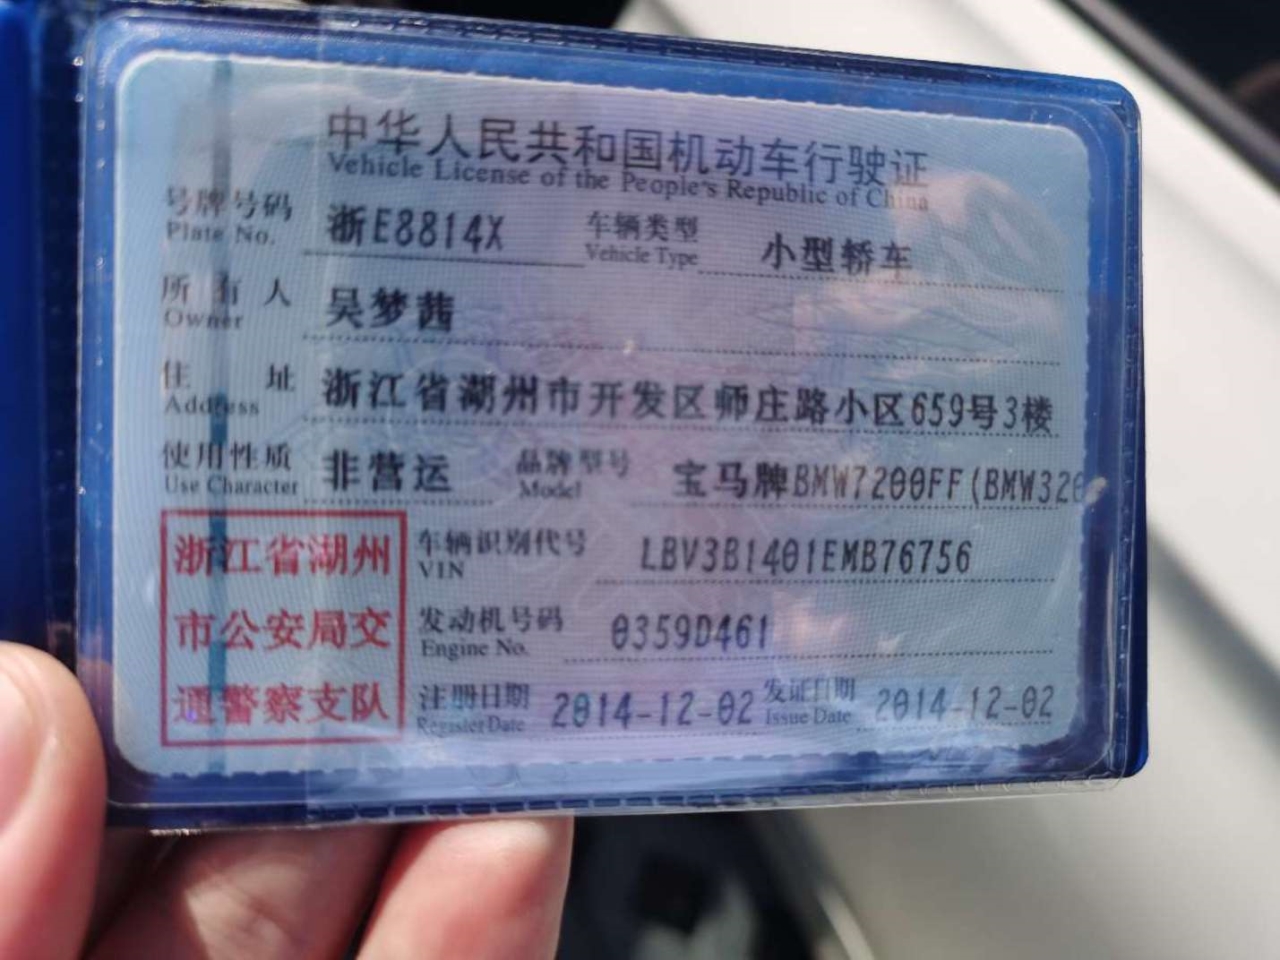 中华人民共和国机动车行驶证
Vehicle License of the People's Republic of China
号牌号码 浙E8814X 车辆类型 小型轿车
Plate No. Vehicle Type
所有人 吴梦茜
Owner
住址 浙江省湖州市开发区师庄路小区659号3楼
Address
使用性质 非营运 品牌型号 宝马牌BMW7200FF(BMW320
Use Character Model
浙江省湖州
市公安局交
通警察支队
车辆识别代号 LBV3B1401EMB76756
VIN
发动机号码 0359D461
Engine No.
注册日期 2014-12-02 发证日期 2014-12-02
Register Date Issue Date